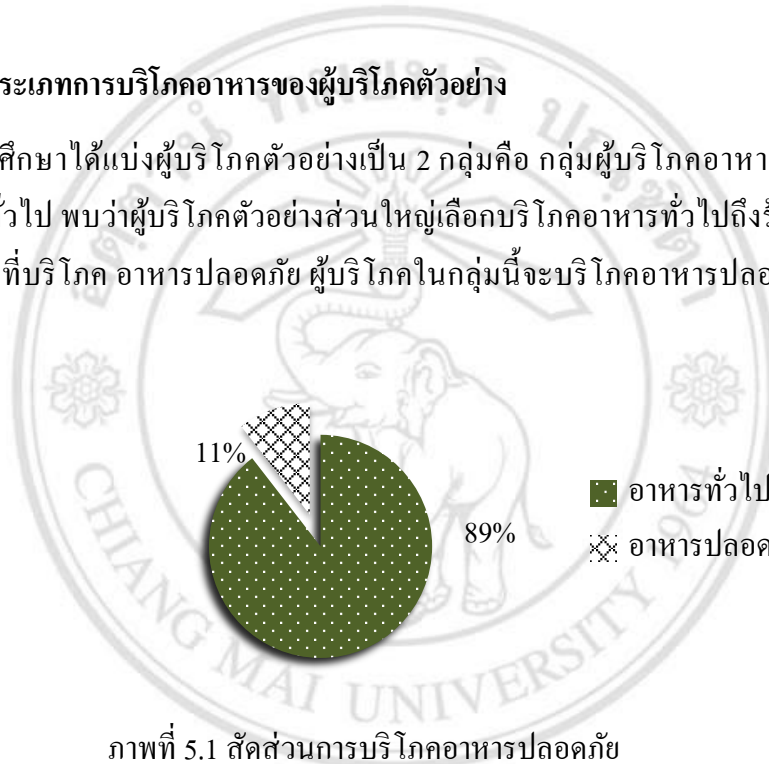 ระเภทการบริโภคอาหารของผู้บริโภคตัวอย่าง
ศึกษาได้แบ่งผู้บริโภคตัวอย่างเป็น 2 กลุ่มคือ กลุ่มผู้บริโภคอาหา
ั่วไป พบว่าผู้บริโภคตัวอย่างส่วนใหญ่เลือกบริโภคอาหารทั่วไปถึงร้
ที่บริโภค อาหารปลอดภัย ผู้บริโภคในกลุ่มนี้จะบริโภคอาหารปลอ
11%
89%
อาหารทั่วไป
อาหารปลอด
ภาพที่ 5.1 สัดส่วนการบริโภคอาหารปลอดภัย
CHIANG MAI UNIVERSITY 1964